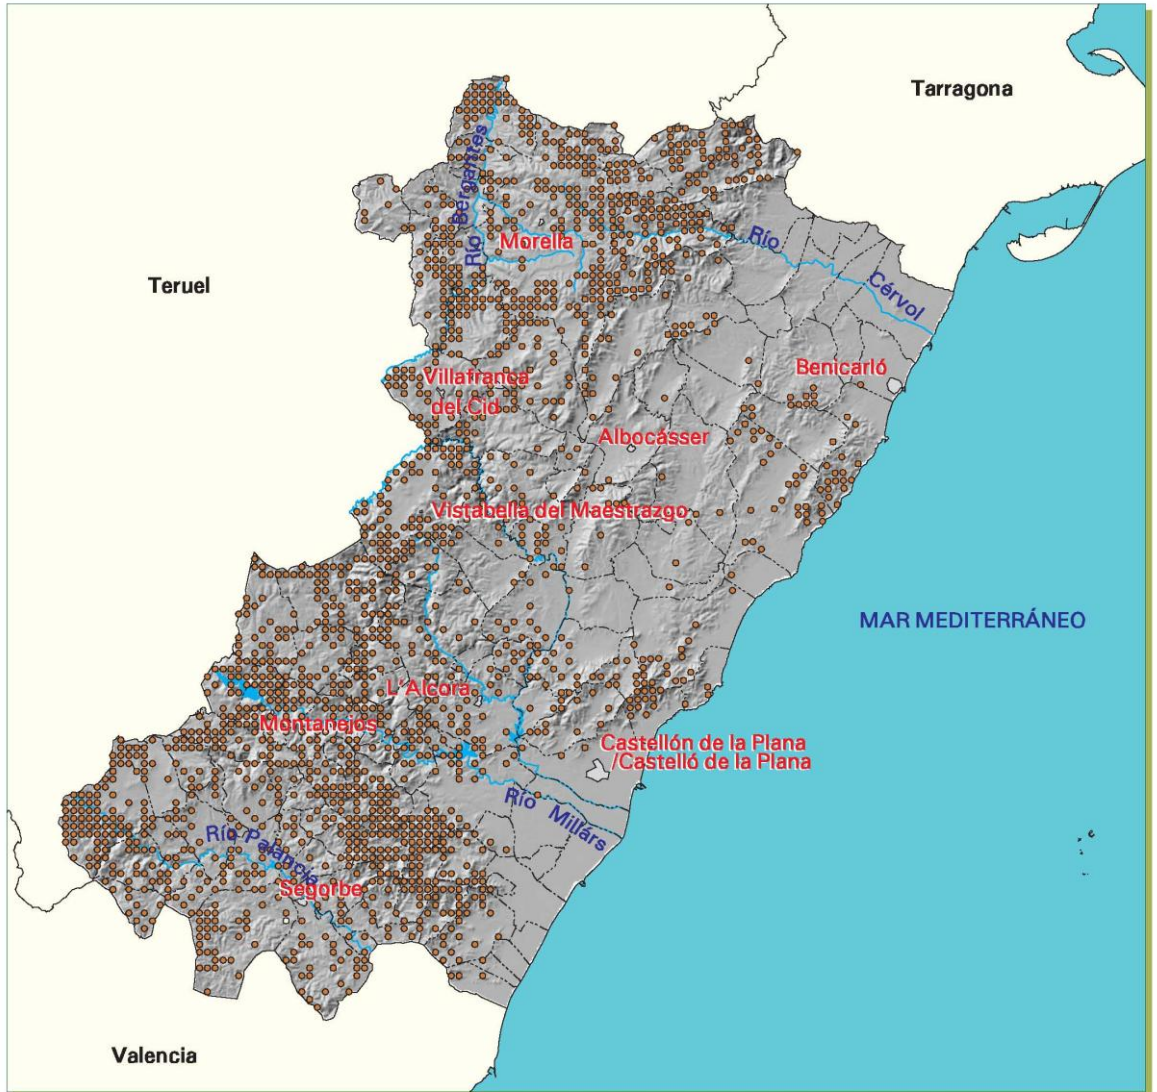 Tarragona
Río Bergantes
Morella
Río Cérvol
Teruel
Benicarló
Villafranca
del Cid
Albocásser
Vistabella del Maestrazgo
MAR MEDITERRÁNEO
L'Alcora
Montanejos
Castellón de la Plana
/Castelló de la Plana
Río Millárs
Río Palancia
Segorbe
Valencia